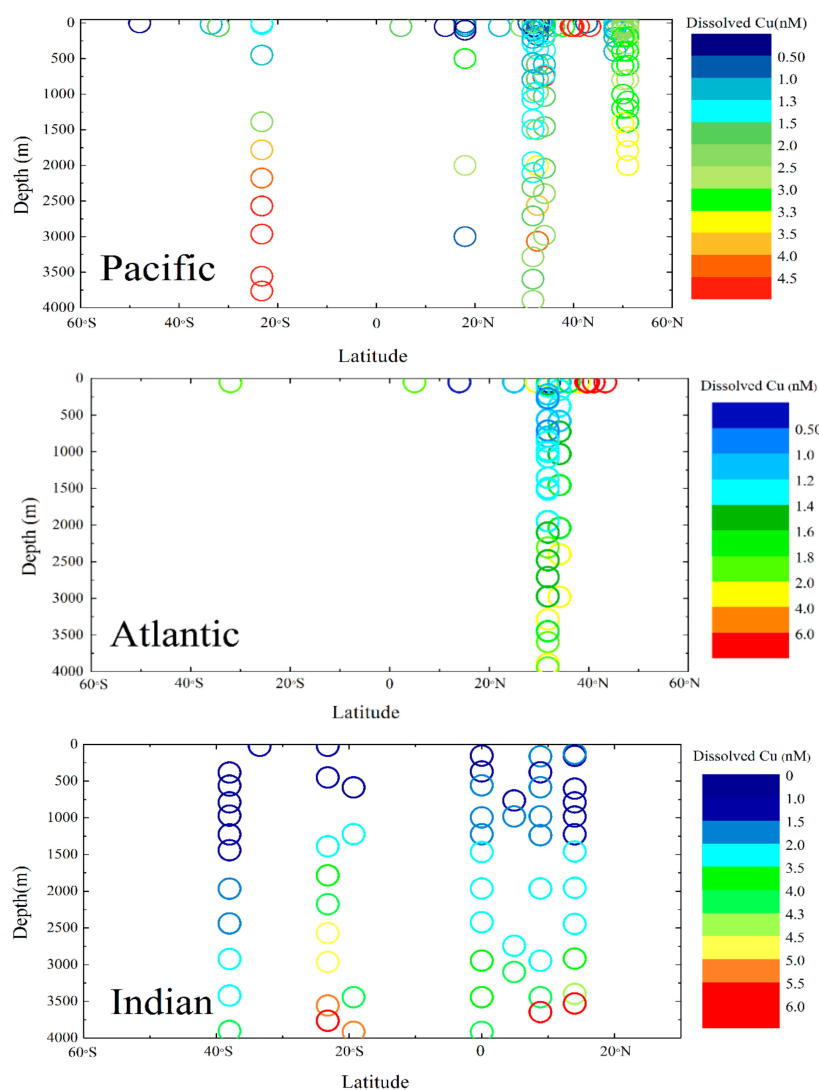 Dissolved Cu(nM)
0
500
1000
1500
2000
2500
3000
3500
4000
Depth (m)
Pacific
60°S
40°S
20°S
0
20°N
40°N
60°N
Latitude
0.50
1.0
1.3
1.5
2.0
2.5
3.0
3.3
3.5
4.0
4.5
Dissolved Cu (nM)
0
500
1000
1500
2000
2500
3000
3500
4000
Depth (m)
Atlantic
60°S
40°S
20°S
0
20°N
40°N
60°N
Latitude
0.50
1.0
1.2
1.4
1.6
1.8
2.0
4.0
6.0
Dissolved Cu (nM)
0
500
1000
1500
2000
2500
3000
3500
4000
Depth(m)
Indian
60°S
40°S
20°S
0
20°N
Latitude
0
1.0
1.5
2.0
3.5
4.0
4.3
4.5
5.0
5.5
6.0